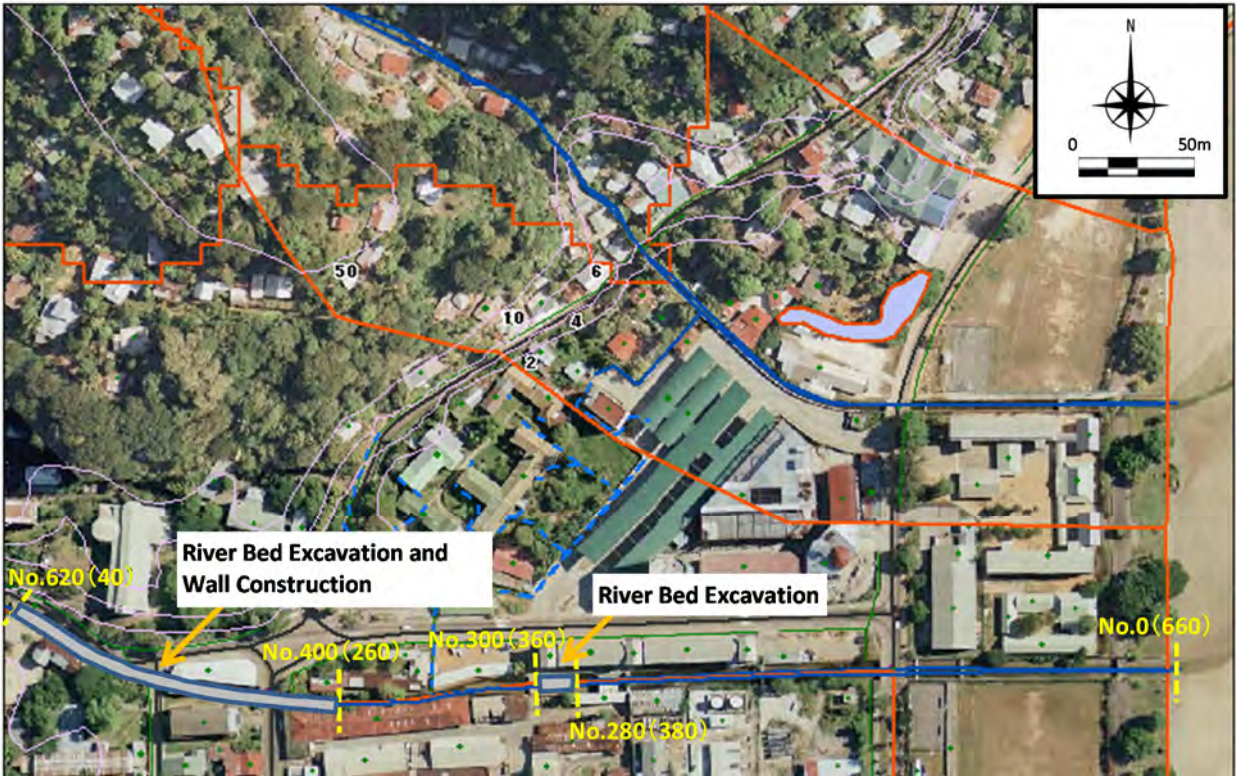 N
0 50m
50
6
10
4
2
River Bed Excavation and
Wall Construction
No.620(40)
River Bed Excavation
No.400(260)
No.300(360)
No.0(660)
No.280(380)